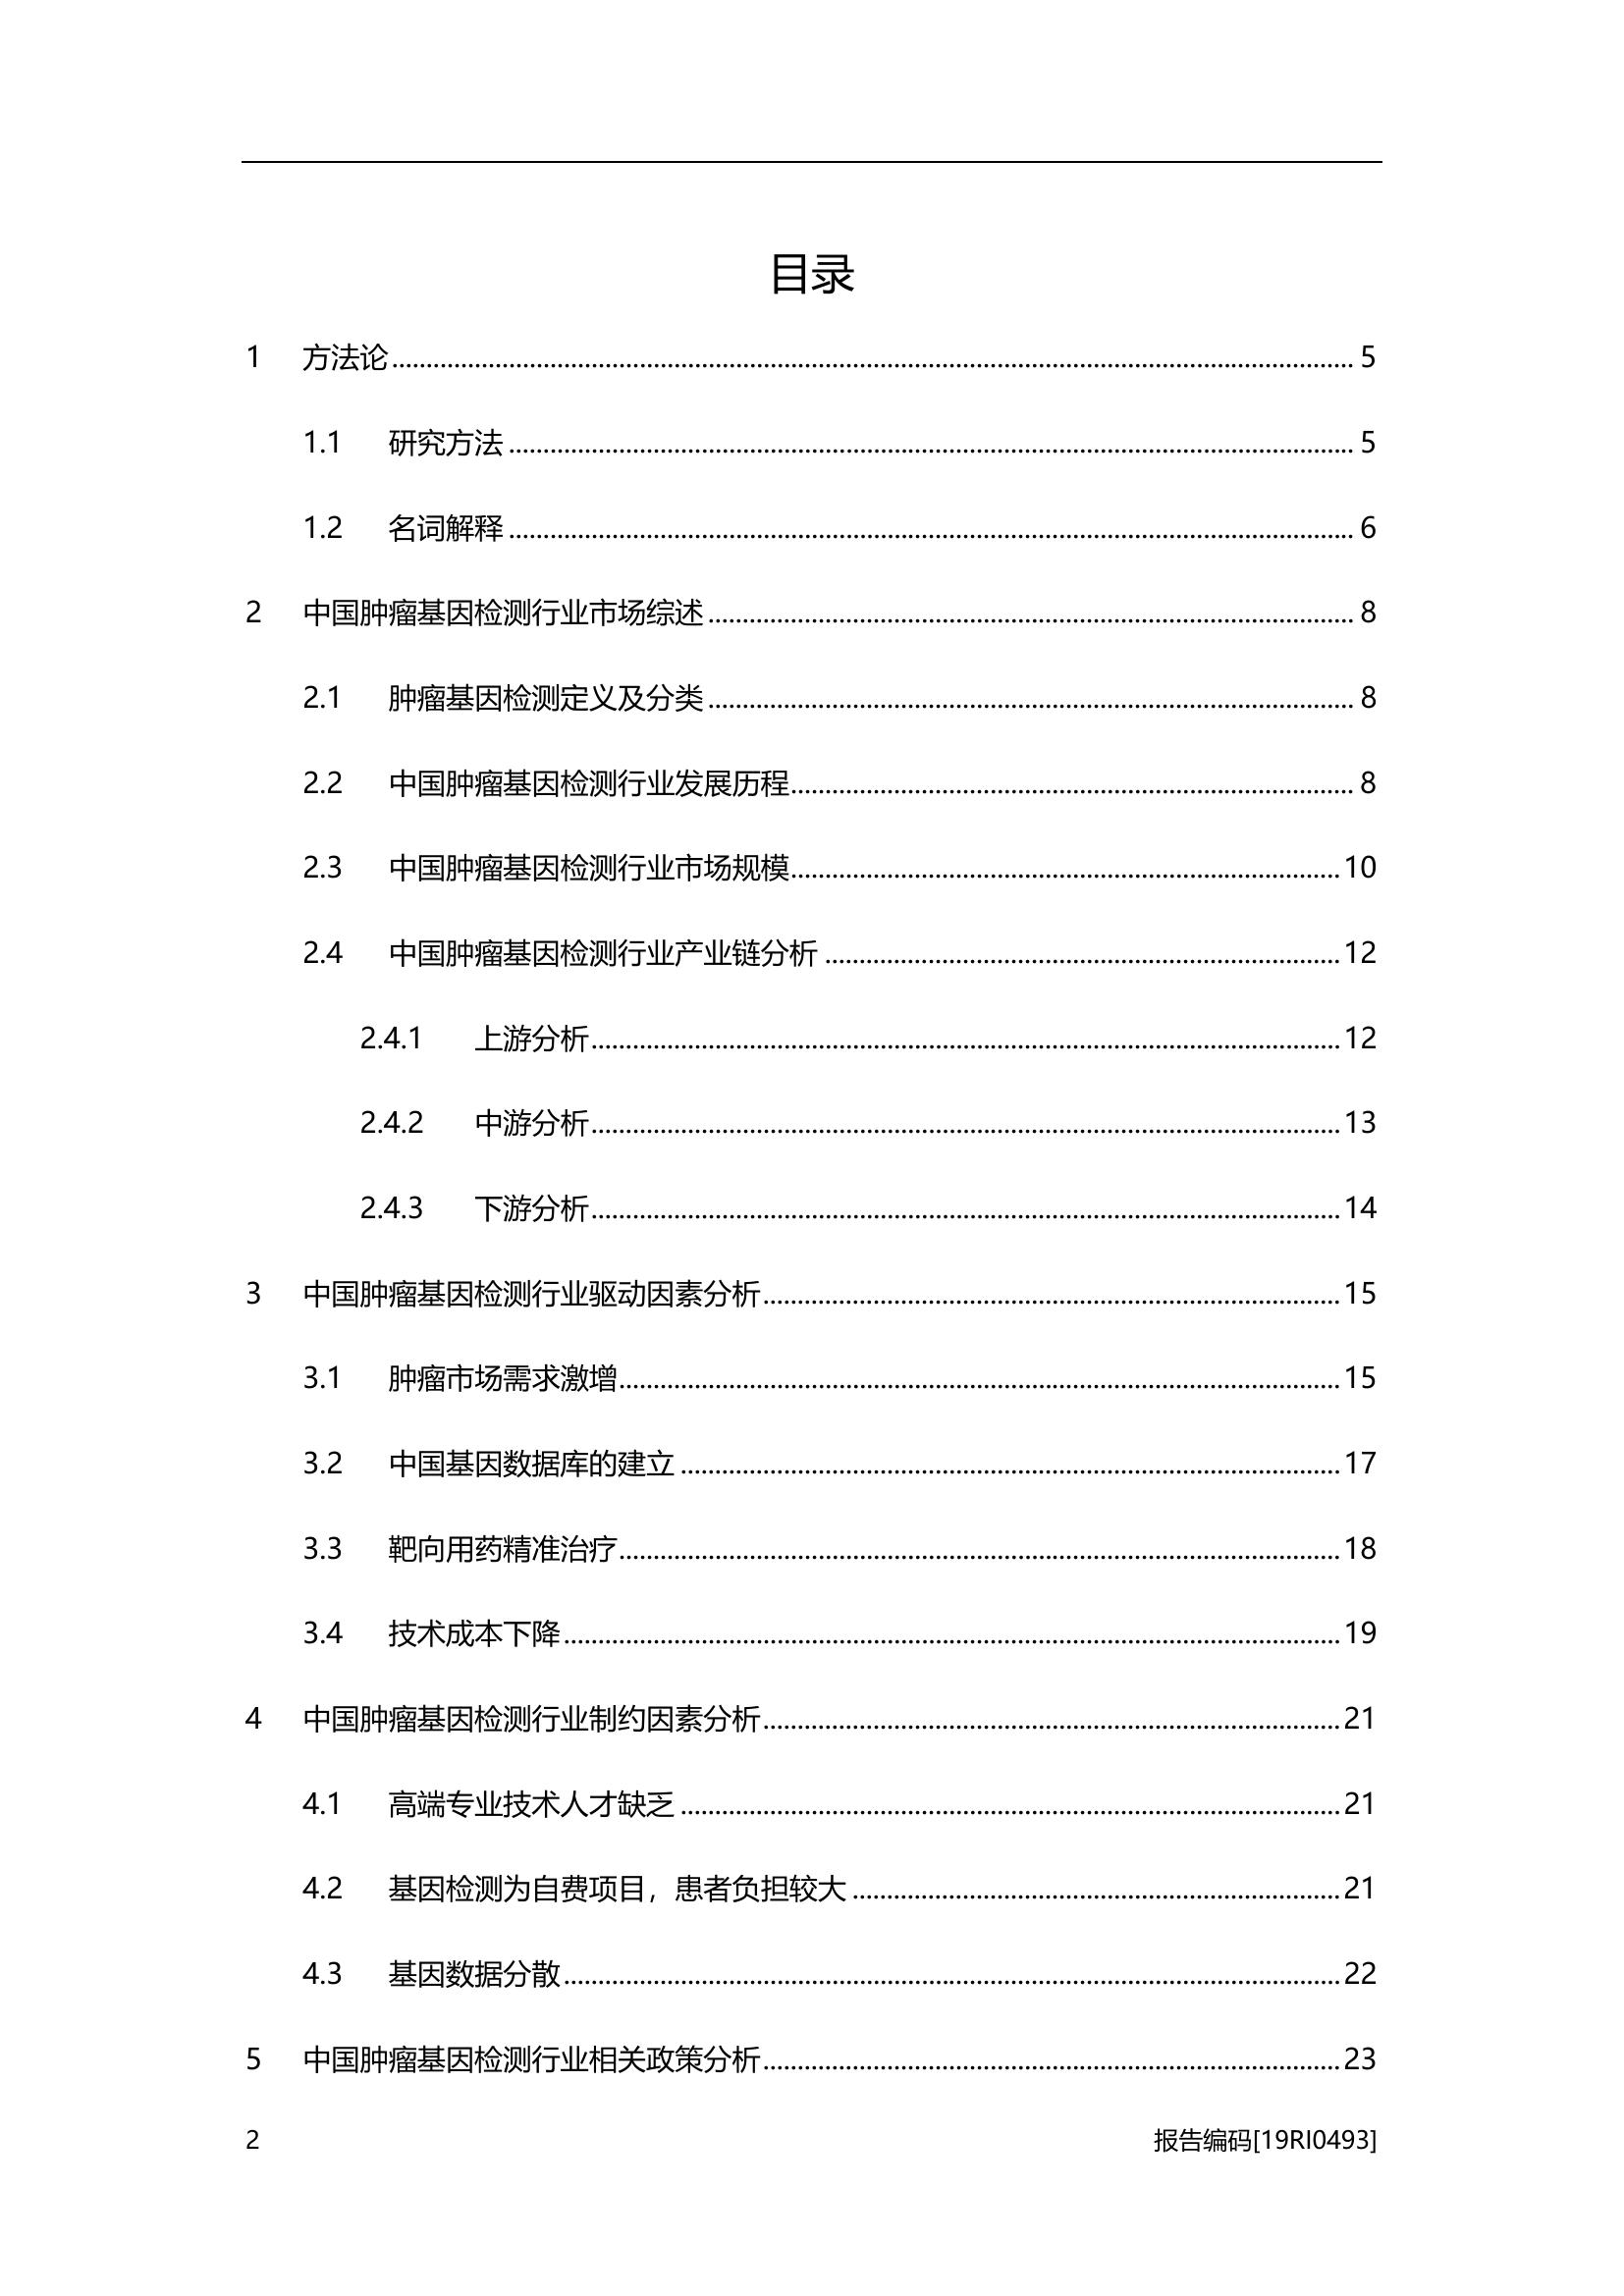 目录
1 方法论 5
1.1 研究方法 5
1.2 名词解释 6
2 中国肿瘤基因检测行业市场综述 8
2.1 肿瘤基因检测定义及分类 8
2.2 中国肿瘤基因检测行业发展历程 8
2.3 中国肿瘤基因检测行业市场规模 10
2.4 中国肿瘤基因检测行业产业链分析 12
2.4.1 上游分析 12
2.4.2 中游分析 13
2.4.3 下游分析 14
3 中国肿瘤基因检测行业驱动因素分析 15
3.1 肿瘤市场需求激增 15
3.2 中国基因数据库的建立 17
3.3 靶向用药精准治疗 18
3.4 技术成本下降 19
4 中国肿瘤基因检测行业制约因素分析 21
4.1 高端专业技术人才缺乏 21
4.2 基因检测为自费项目，患者负担较大 21
4.3 基因数据分散 22
5 中国肿瘤基因检测行业相关政策分析 23
2 报告编码[19RI0493]